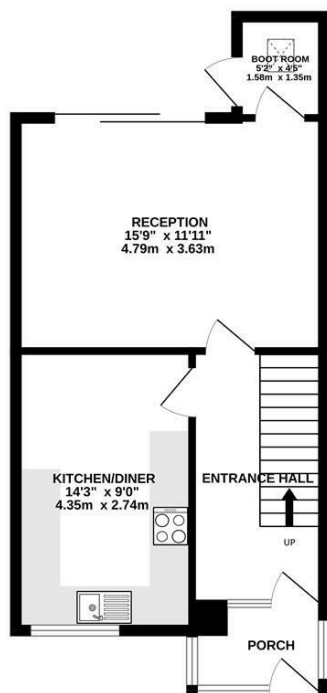 BOOT ROOM
5'2" x 4'5"
1.58m x 1.35m
RECEPTION
15'9" x 11'11"
4.79m x 3.63m
KITCHEN/DINER
14'3" x 9'0"
4.35m x 2.74m
ENTRANCE HALL
UP
PORCH